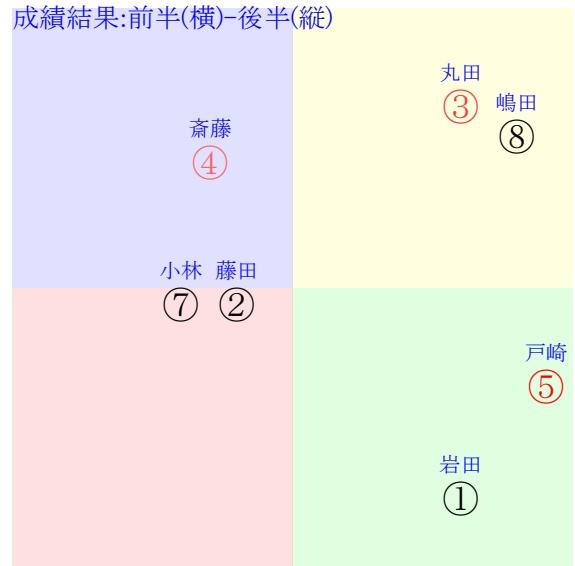 成績結果:前半(横)-後半(縦)
丸田
③
嶋田
⑧
斎藤
④
小林 藤田
⑦ ②
戸崎
⑤
岩田
①